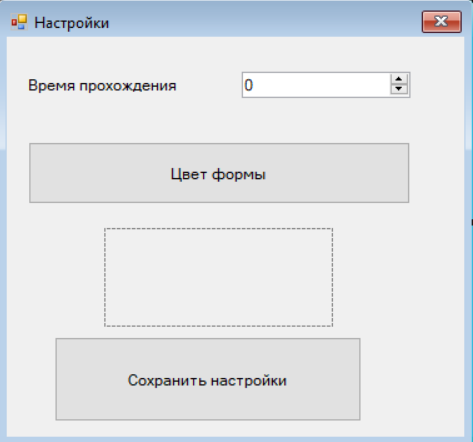 Настройки
Время прохождения 0
Цвет формы
Сохранить настройки